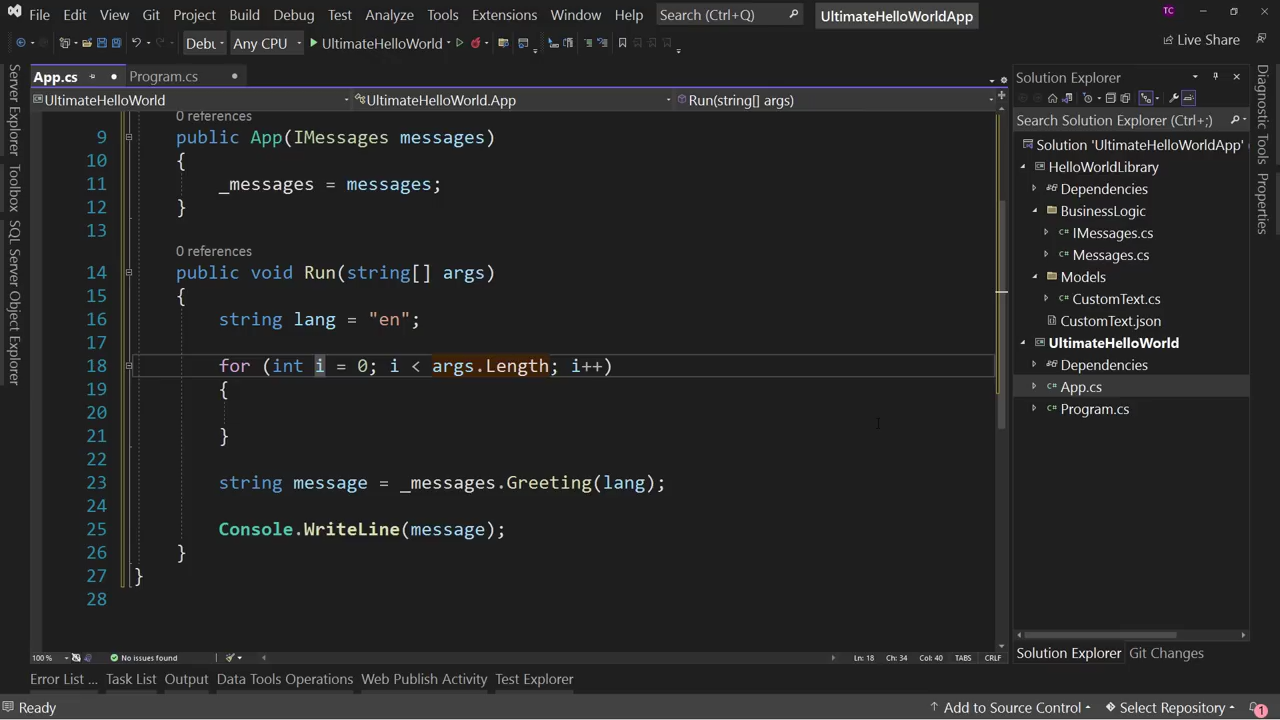 File Edit View Git Project Build Debug Test Analyze Tools Extensions Window Help Search (Ctrl+Q) UltimateHelloWorldApp TC
Debu Any CPU UltimateHelloWorld Live Share
App.cs Program.cs
UltimateHelloWorld UltimateHelloWorld.App Run(string[] args)
0 references
9 public App(IMessages messages)
10 {
11 _messages = messages;
12 }
13
0 references
14 public void Run(string[] args)
15 {
16 string lang = "en";
17
18 for (int i = 0; i < args.Length; i++)
19 {
20
21 }
22
23 string message = _messages.Greeting(lang);
24
25 Console.WriteLine(message);
26 }
27 }
28
100 % No issues found Ln: 18 Ch: 34 Col: 40 TABS CRLF
Server Explorer
Toolbox
SQL Server Object Explorer
Solution Explorer
Search Solution Explorer (Ctrl+;)
Solution 'UltimateHelloWorldApp'
HelloWorldLibrary
Dependencies
BusinessLogic
C# IMessages.cs
C# Messages.cs
Models
C# CustomText.cs
CustomText.json
UltimateHelloWorld
Dependencies
C# App.cs
C# Program.cs
Solution Explorer Git Changes
Diagnostic Tools
Properties
Error List ... Task List Output Data Tools Operations Web Publish Activity Test Explorer
Ready Add to Source Control Select Repository 1